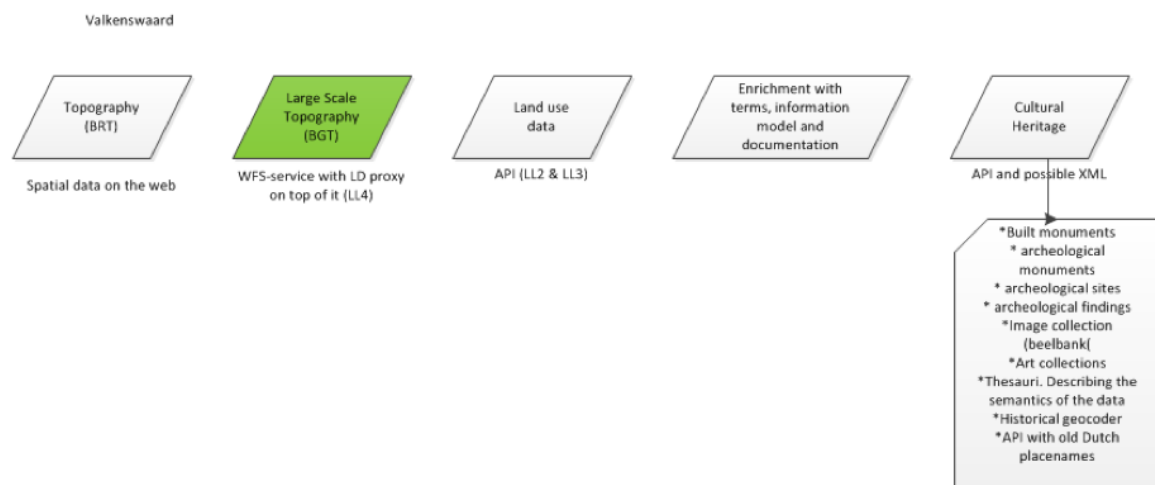 Valkenswaard
Topography
(BRT)
Spatial data on the web
Large Scale
Topography
(BGT)
WFS-service with LD proxy
on top of it (LL4)
Land use
data
API (LL2 & LL3)
Enrichment with
terms, information
model and
documentation
Cultural
Heritage
API and possible XML
*Built monuments
* archeological
monuments
* archeological sites
* archeological findings
*Image collection
(beelbank(
*Art collections
*Thesauri. Describing the
semantics of the data
*Historical geocoder
*API with old Dutch
placenames